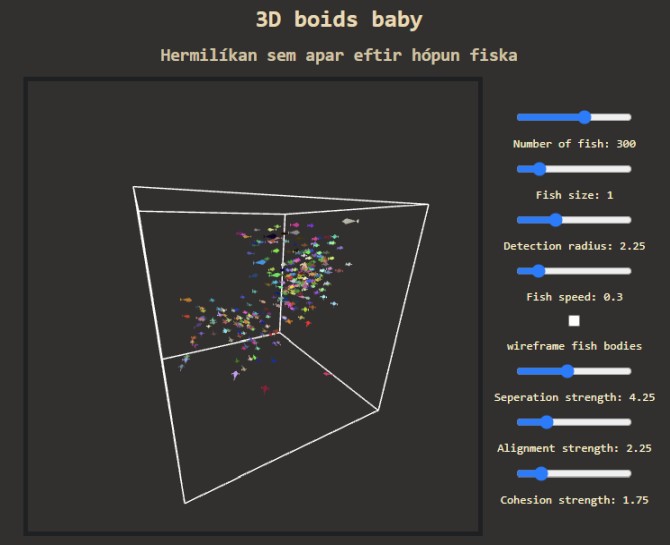 3D boids baby
Hermilíkan sem apar eftir hópun fiska
Number of fish: 300
Fish size: 1
Detection radius: 2.25
Fish speed: 0.3
wireframe fish bodies
Seperation strength: 4.25
Alignment strength: 2.25
Cohesion strength: 1.75